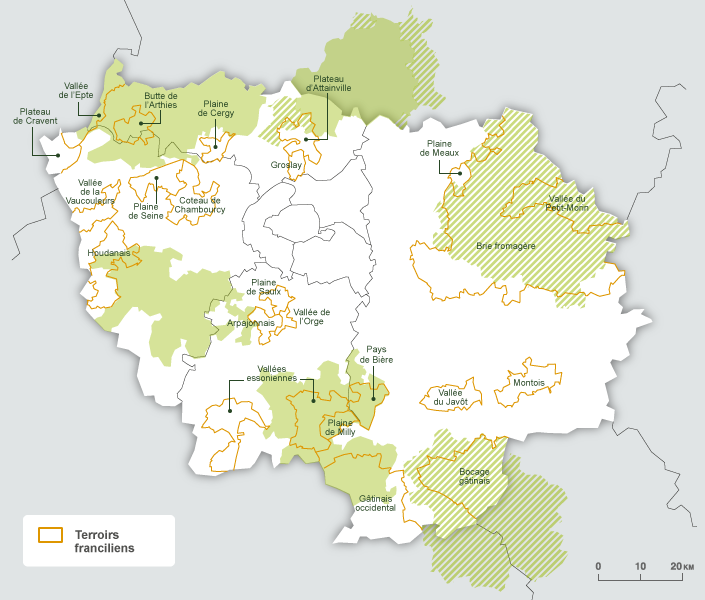 Plateau
d'Attainville
Vallée
de l'Epte
Butte de
l'Arthies
Plaine
de Cergy
Plateau
de Cravent
Groslay
Plaine
de Meaux
Vallée
de la
Vaucouleurs
Plaine
de Seine
Coteau de
Chambourcy
Vallée du
Petit-Morin
Brie fromagère
Houdanais
Plaine
de Saulx
Arpajonnais
Vallée de
l'Orge
Pays
de Bière
Vallées
essoniennes
Montois
Vallée
du Javôt
Plaine
de Milly
Bocage
gâtinais
Gâtinais
occidental
Terroirs
franciliens
0 10 20 KM